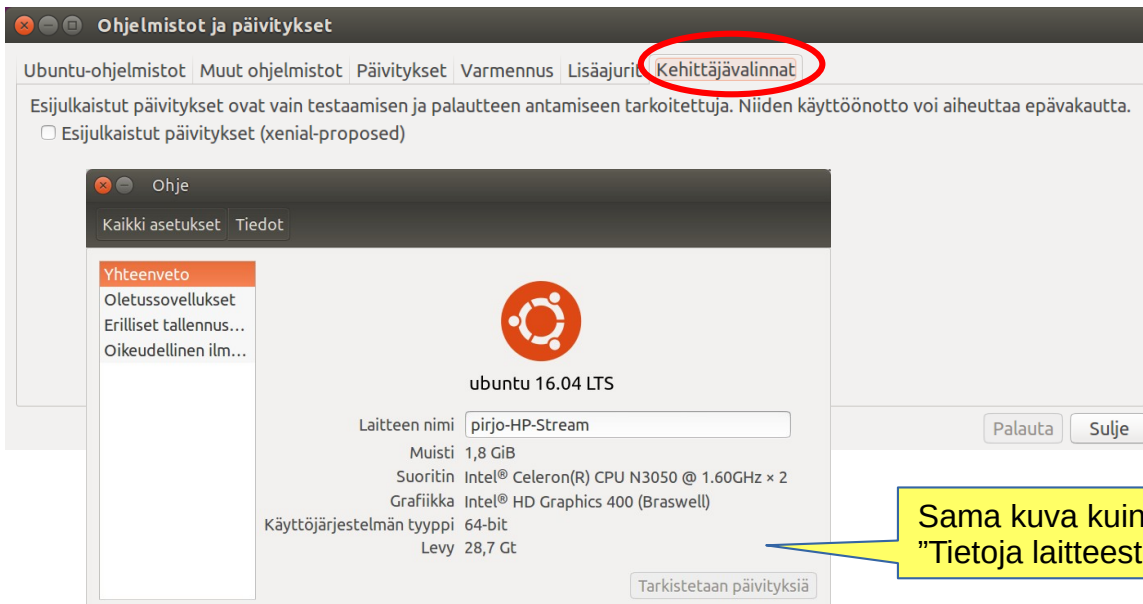 Ohjelmistot ja päivitykset
Ubuntu-ohjelmistot Muut ohjelmistot Päivitykset Varmennus Lisäajurit Kehittäjävalinnat
Esijulkaistut päivitykset ovat vain testaamisen ja palautteen antamiseen tarkoitettuja. Niiden käyttöönotto voi aiheuttaa epävakautta.
Esijulkaistut päivitykset (xenial-proposed)
Ohje
Kaikki asetukset Tiedot
Yhteenveto
Oletussovellukset
Erilliset tallennus...
Oikeudellinen ilm...
ubuntu 16.04 LTS
Laitteen nimi pirjo-HP-Stream
Muisti 1,8 GiB
Suoritin Intel® Celeron(R) CPU N3050 @ 1.60GHz × 2
Grafiikka Intel® HD Graphics 400 (Braswell)
Käyttöjärjestelmän tyyppi 64-bit
Levy 28,7 Gt
Tarkistetaan päivityksiä
Palauta Sulje
Sama kuva kuin
”Tietoja laitteest